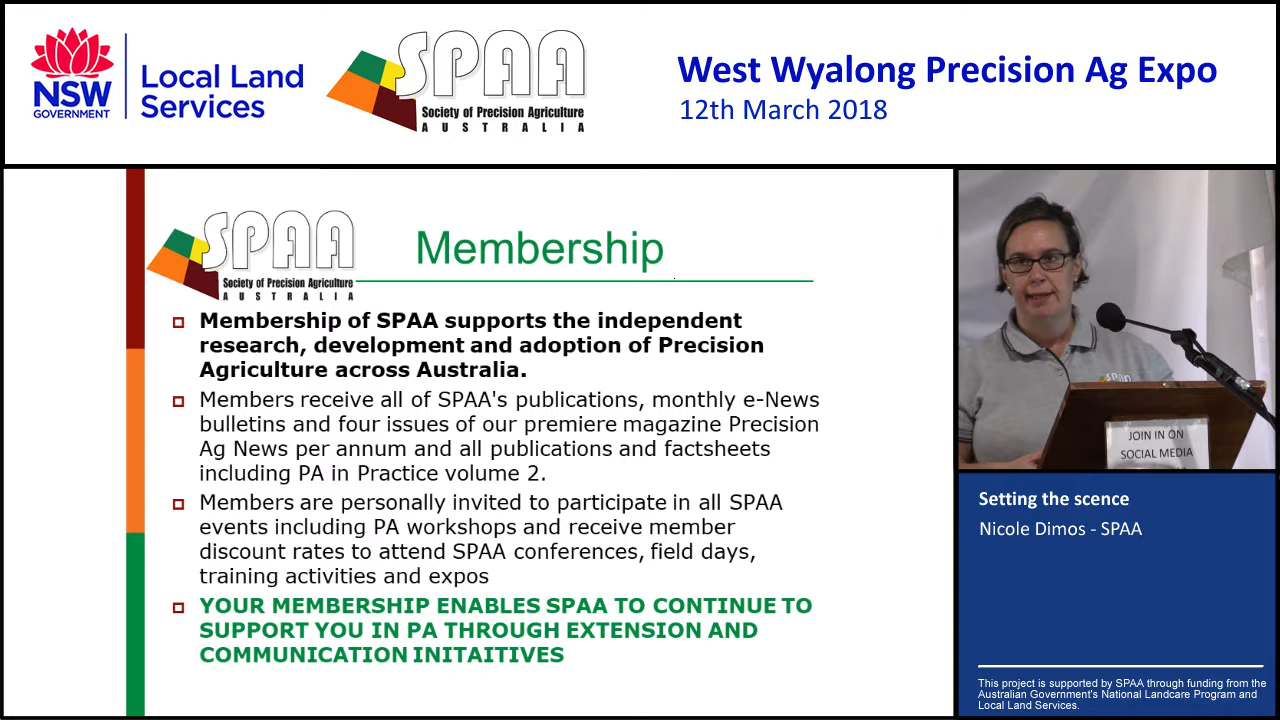 NSW
GOVERNMENT
Local Land
Services
SPAA
Society of Precision Agriculture
AUSTRALIA
West Wyalong Precision Ag Expo
12th March 2018
SPAA
Society of Precision Agriculture
AUSTRALIA
Membership
Membership of SPAA supports the independent
research, development and adoption of Precision
Agriculture across Australia.
Members receive all of SPAA's publications, monthly e-News
bulletins and four issues of our premiere magazine Precision
Ag News per annum and all publications and factsheets
including PA in Practice volume 2.
Members are personally invited to participate in all SPAA
events including PA workshops and receive member
discount rates to attend SPAA conferences, field days,
training activities and expos
YOUR MEMBERSHIP ENABLES SPAA TO CONTINUE TO
SUPPORT YOU IN PA THROUGH EXTENSION AND
COMMUNICATION INITAITIVES
JOIN IN ON
SOCIAL MEDIA
Setting the scence
Nicole Dimos - SPAA
This project is supported by SPAA through funding from the
Australian Government's National Landcare Program and
Local Land Services.